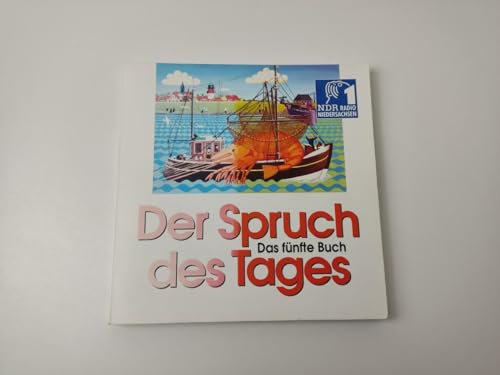 NDR 1
RADIO
NIEDERSACHSEN
Der Spruch
Das fünfte Buch
des Tages